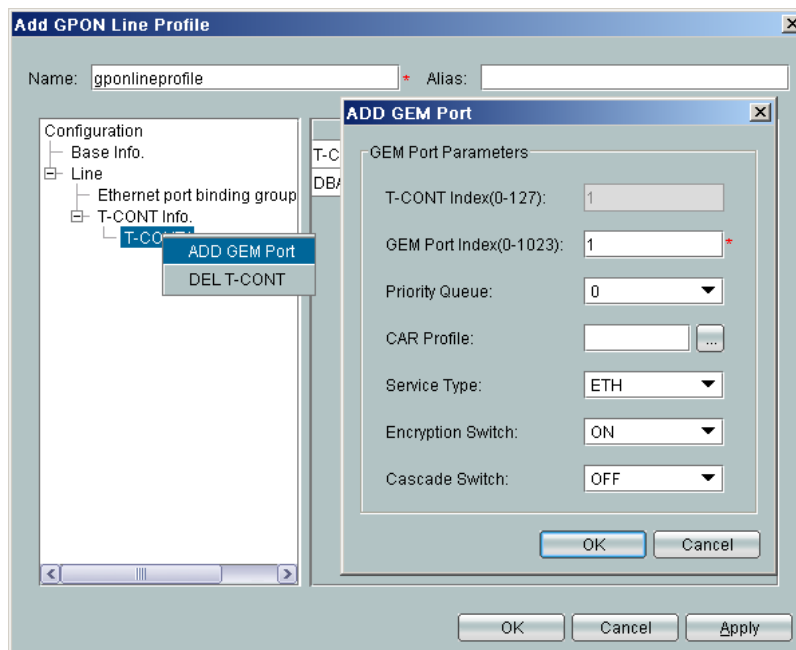 Add GPON Line Profile
Name: gponlineprofile * Alias:
Configuration
Base Info.
Line
Ethernet port binding group
T-CONT Info.
ADD GEM Port
DEL T-CONT
ADD GEM Port
GEM Port Parameters
T-CONT Index(0-127): 1
GEM Port Index(0-1023): 1 *
Priority Queue: 0
CAR Profile: ...
Service Type: ETH
Encryption Switch: ON
Cascade Switch: OFF
OK Cancel
OK Cancel Apply